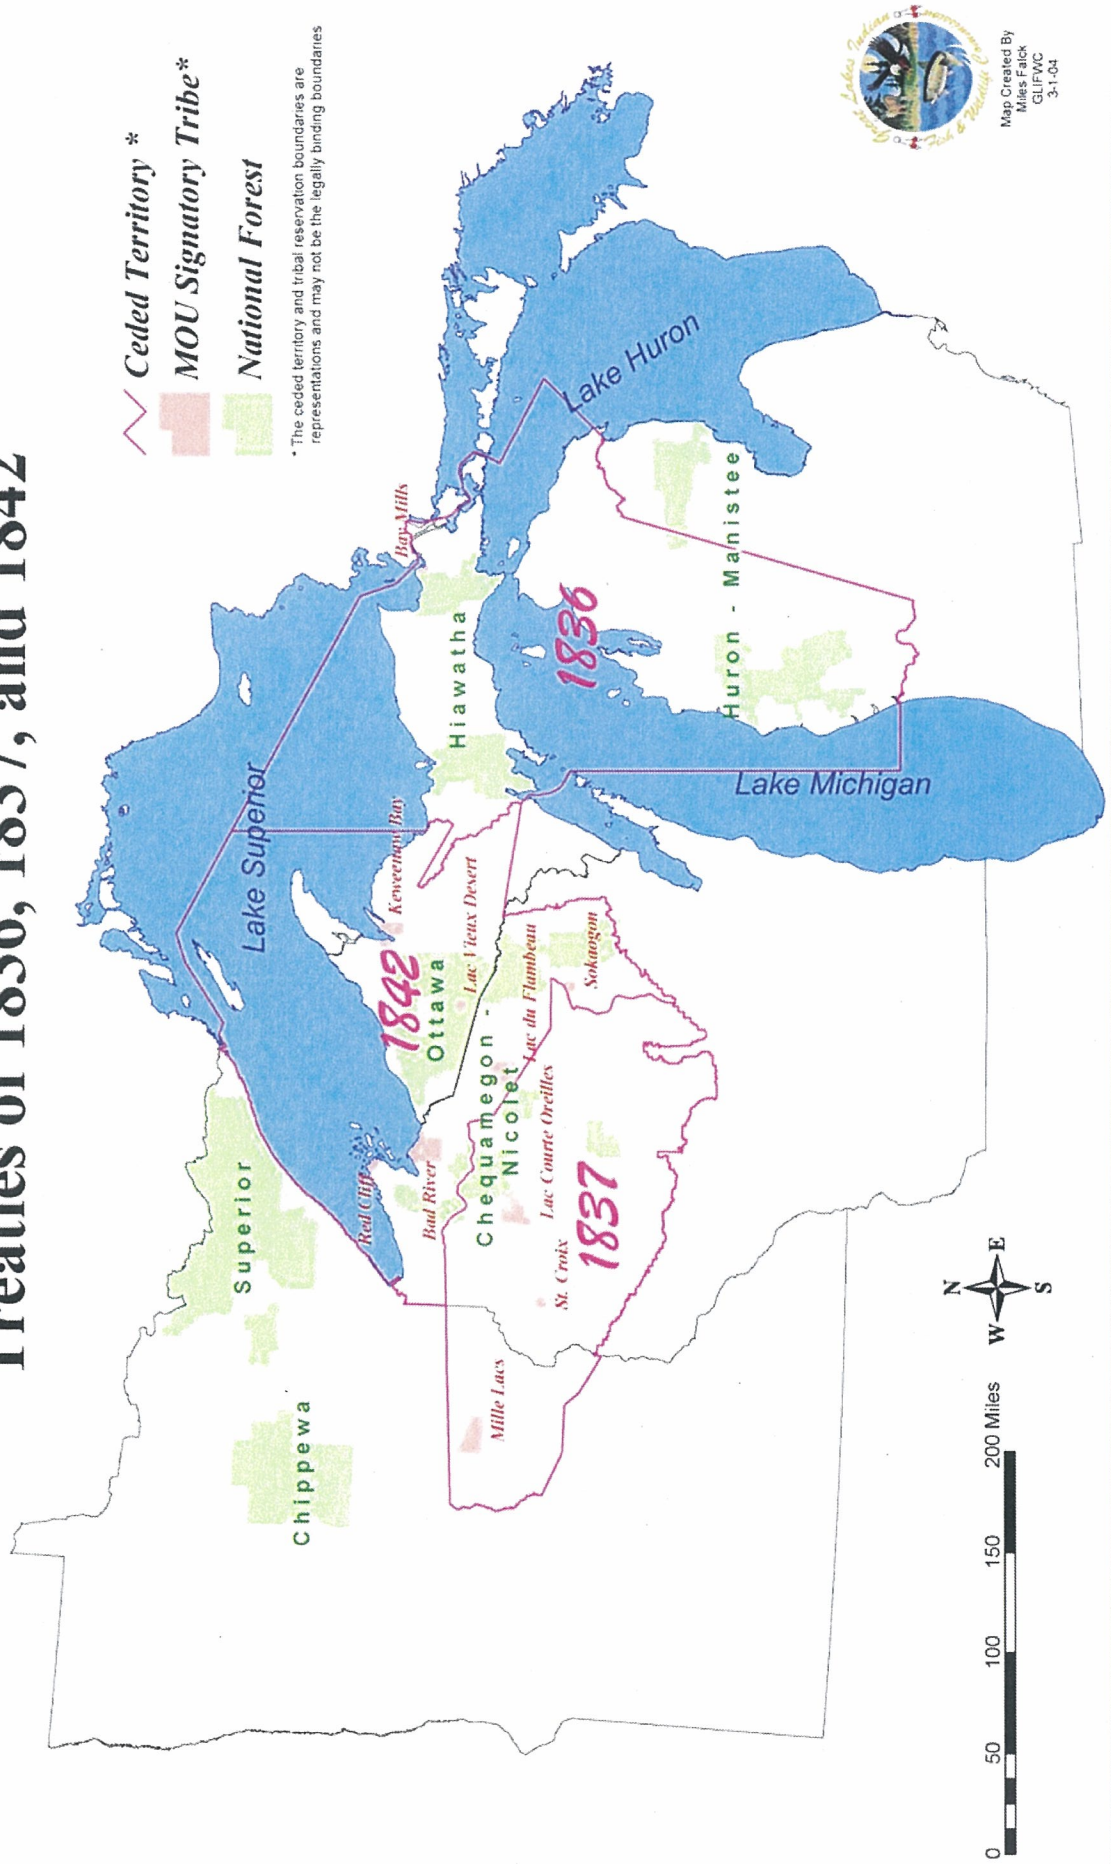 Treaties of 1836, 1837, and 1842
Ceded Territory *
MOU Signatory Tribe*
National Forest
* The ceded territory and tribal reservation boundaries are
representations and may not be the legally binding boundaries
Superior
Chippewa
Lake Superior
Red Cliff
Bad River
Mille Lacs
St. Croix
1837
Lac Courte Oreilles
Chequamegon -
Nicolet
Lac du Flambeau
Sokaogon
Lac Vieux Desert
Ottawa
1842
Keweenaw Bay
Hiawatha
Bay Mills
1836
Lake Michigan
Huron - Manistee
Lake Huron
N
W
E
S
0 50 100 150 200 Miles
Great Lakes Indian
Map Created By
Miles Falck
GLIFWC
3-1-04